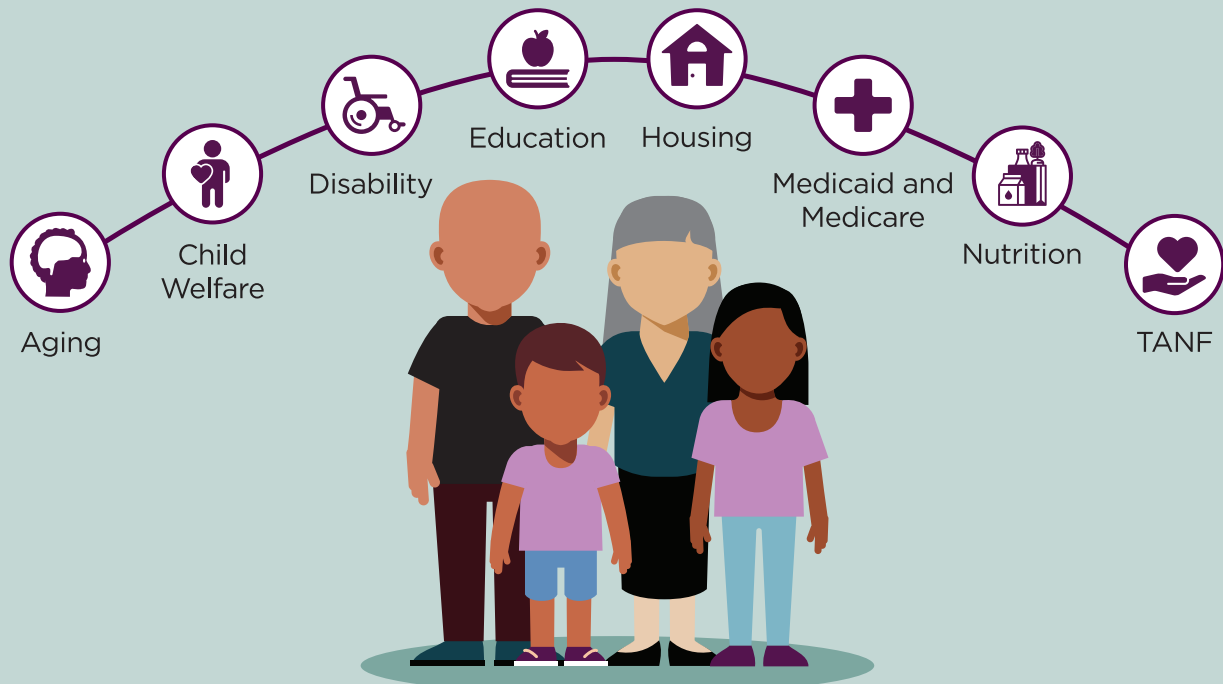 Aging
Child
Welfare
Disability
Education
Housing
Medicaid and
Medicare
Nutrition
TANF